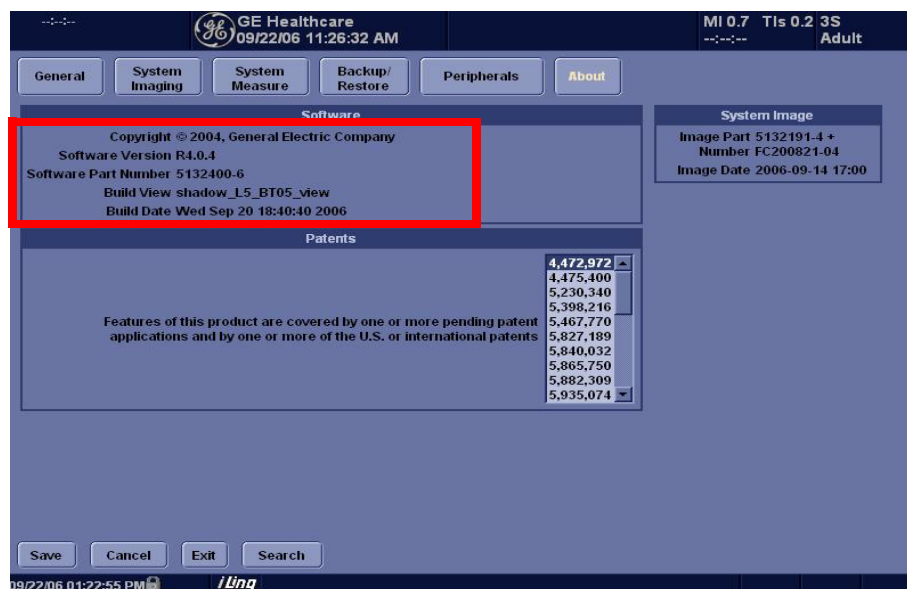 --:--:--
GE Healthcare
09/22/06 11:26:32 AM
MI 0.7 TIs 0.2 3S
--:--:-- Adult
General
System Imaging
System Measure
Backup/ Restore
Peripherals
About
Software
Copyright © 2004, General Electric Company
Software Version R4.0.4
Software Part Number 5132400-6
Build View shadow_L5_BT05_view
Build Date Wed Sep 20 18:40:40 2006
System Image
Image Part 5132191-4 +
Number FC200821-04
Image Date 2006-09-14 17:00
Patents
Features of this product are covered by one or more pending patent
applications and by one or more of the U.S. or international patents
4,472,972
4,475,400
5,230,340
5,398,216
5,467,770
5,827,189
5,840,032
5,865,750
5,882,309
5,935,074
Save
Cancel
Exit
Search
09/22/06 01:22:55 PM
iLinq